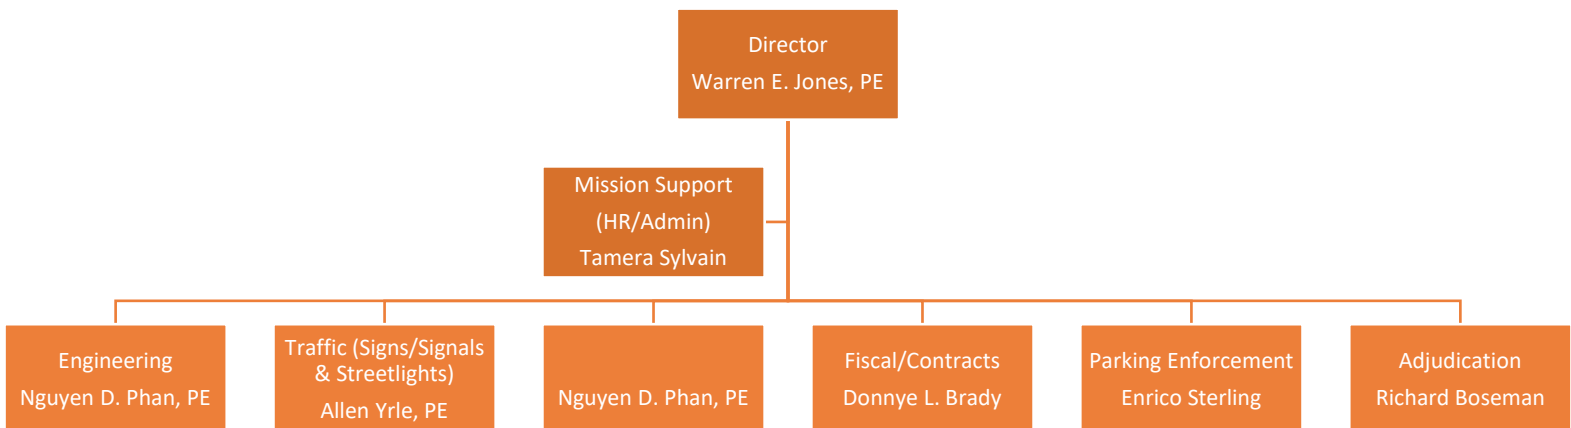 Director
Warren E. Jones, PE
Mission Support
(HR/Admin)
Tamera Sylvain
Engineering
Nguyen D. Phan, PE
Traffic (Signs/Signals
& Streetlights)
Allen Yrle, PE
Nguyen D. Phan, PE
Fiscal/Contracts
Donnye L. Brady
Parking Enforcement
Enrico Sterling
Adjudication
Richard Boseman